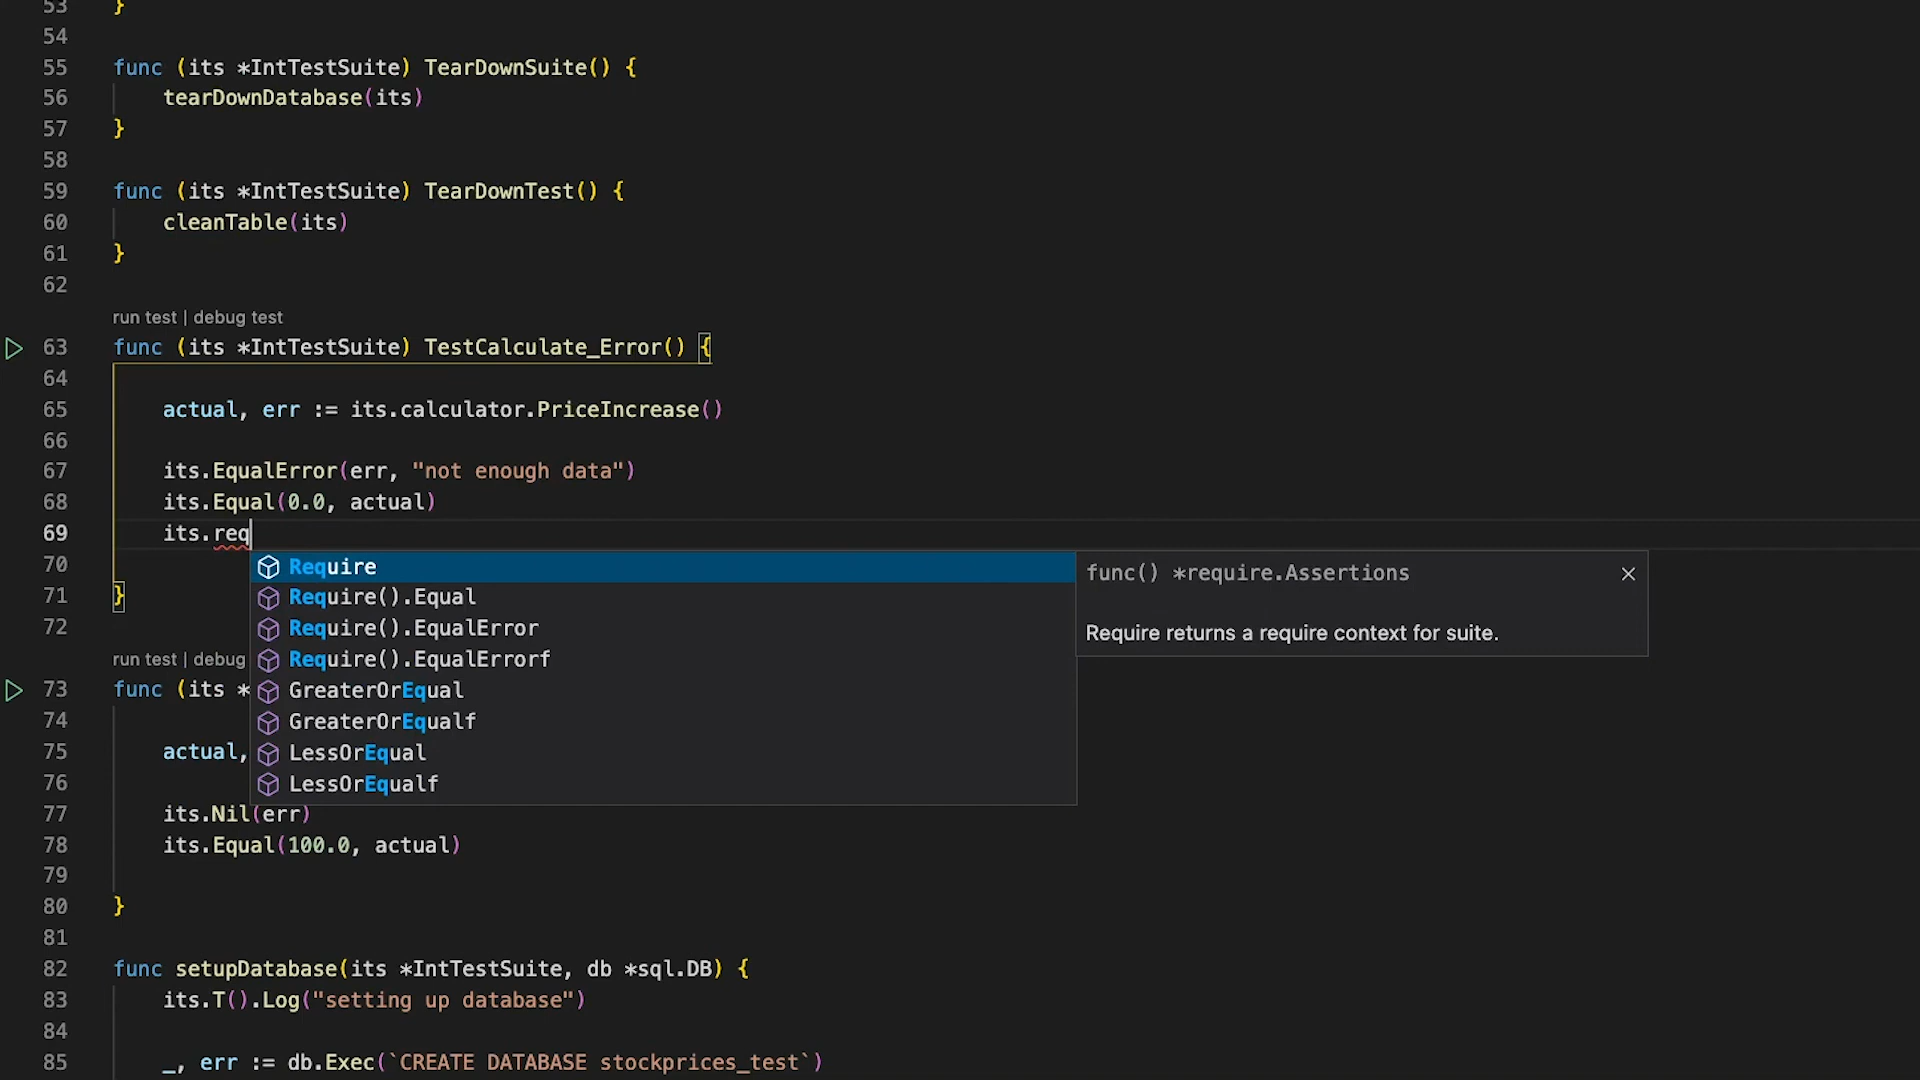 53 }
54
55 func (its *IntTestSuite) TearDownSuite() {
56 tearDownDatabase(its)
57 }
58
59 func (its *IntTestSuite) TearDownTest() {
60 cleanTable(its)
61 }
62
run test | debug test
63 func (its *IntTestSuite) TestCalculate_Error() {
64
65 actual, err := its.calculator.PriceIncrease()
66
67 its.EqualError(err, "not enough data")
68 its.Equal(0.0, actual)
69 its.req
70
71 }
72
Require
Require().Equal
Require().EqualError
Require().EqualErrorf
GreaterOrEqual
GreaterOrEqualf
LessOrEqual
LessOrEqualf
func() *require.Assertions
Require returns a require context for suite.
run test | debug
73 func (its *
74
75 actual,
76
77 its.Nil(err)
78 its.Equal(100.0, actual)
79
80 }
81
82 func setupDatabase(its *IntTestSuite, db *sql.DB) {
83 its.T().Log("setting up database")
84
85 _, err := db.Exec(`CREATE DATABASE stockprices_test`)